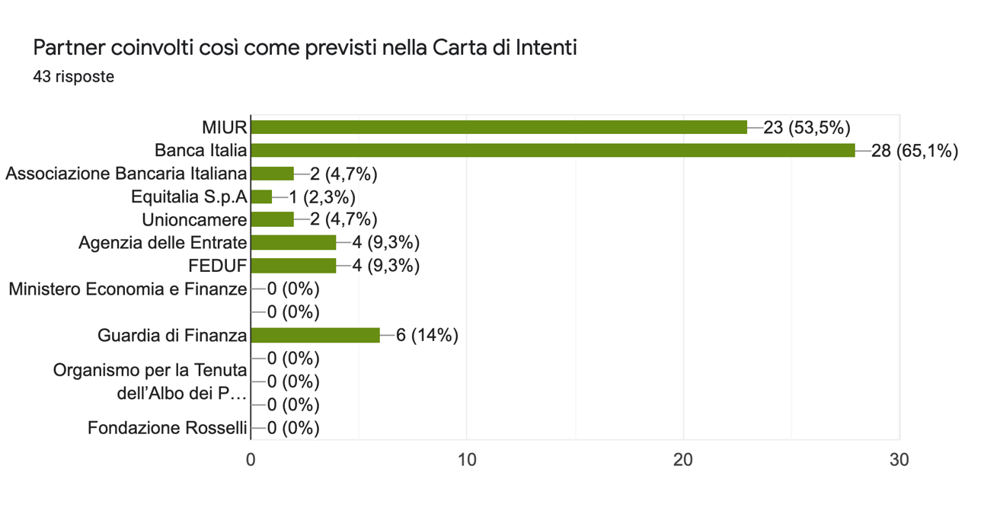 Partner coinvolti così come previsti nella Carta di Intenti
43 risposte
MIUR 23 (53,5%)
Banca Italia 28 (65,1%)
Associazione Bancaria Italiana 2 (4,7%)
Equitalia S.p.A 1 (2,3%)
Unioncamere 2 (4,7%)
Agenzia delle Entrate 4 (9,3%)
FEDUF 4 (9,3%)
Ministero Economia e Finanze 0 (0%)
0 (0%)
Guardia di Finanza 6 (14%)
0 (0%)
Organismo per la Tenuta
0 (0%)
dell’Albo dei P…
0 (0%)
Fondazione Rosselli 0 (0%)
0 10 20 30